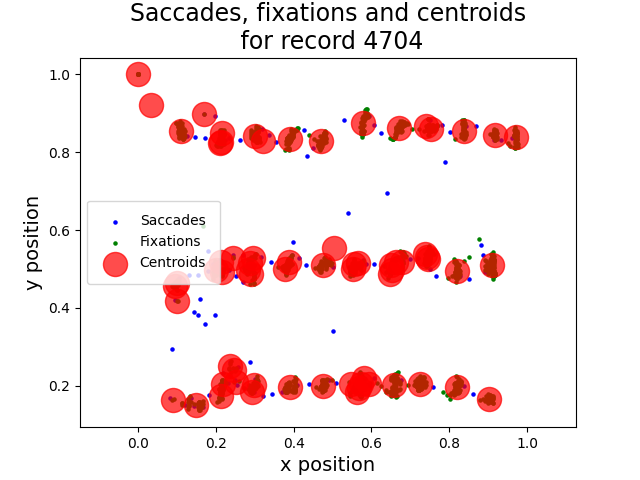 Saccades, fixations and centroids
for record 4704
1.0
0.8
0.6
0.4
0.2
y position
Saccades
Fixations
Centroids
0.0
0.2
0.4
0.6
0.8
1.0
x position